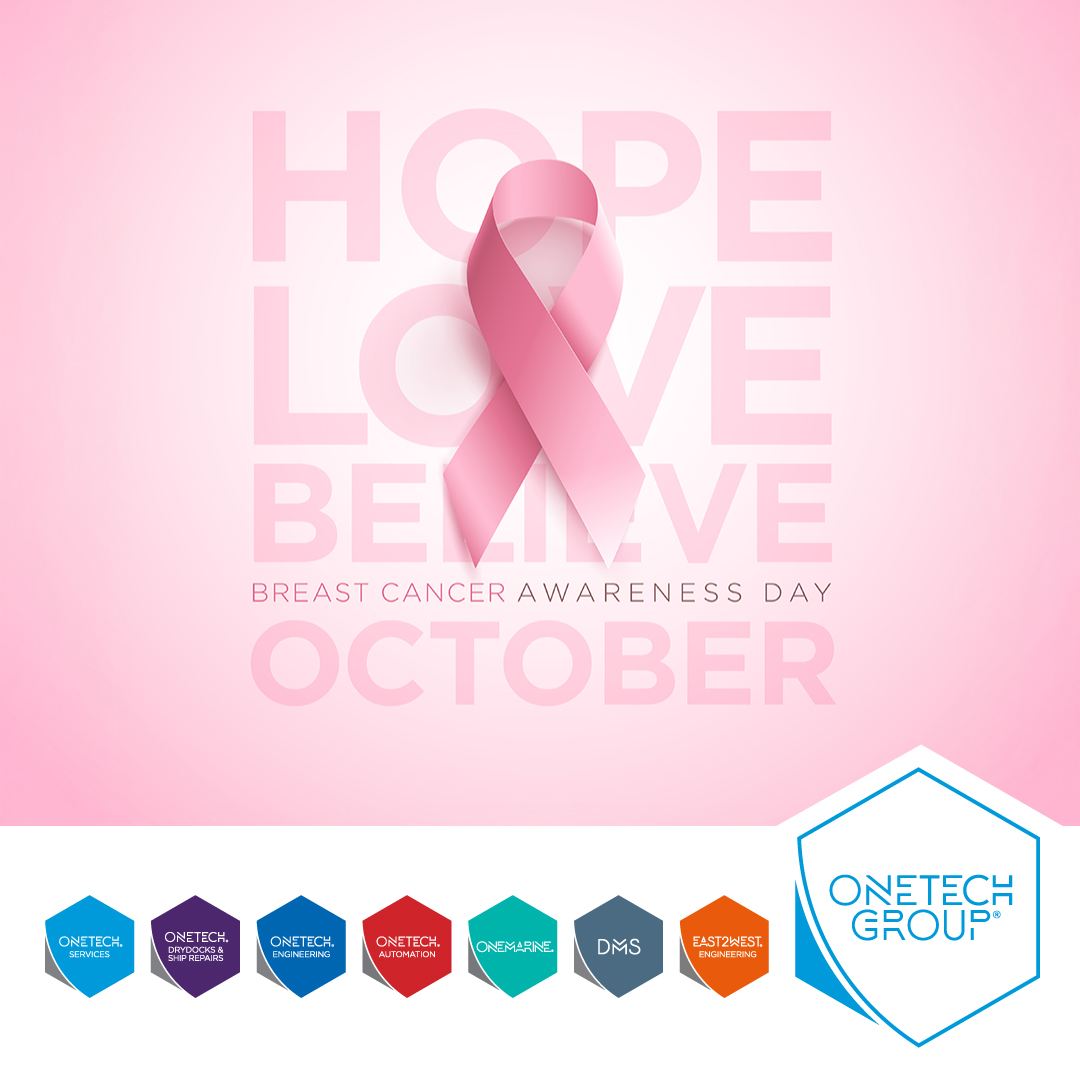 HOPE
LOVE
BELIEVE
BREAST CANCER AWARENESS DAY
OCTOBER
ONETECH GROUP®
ONETECH®
SERVICES
ONETECH®
DRYDOCKS &
SHIP REPAIRS
ONETECH®
ENGINEERING
ONETECH®
AUTOMATION
ONEMARINE®
DMS
EAST2WEST®
ENGINEERING